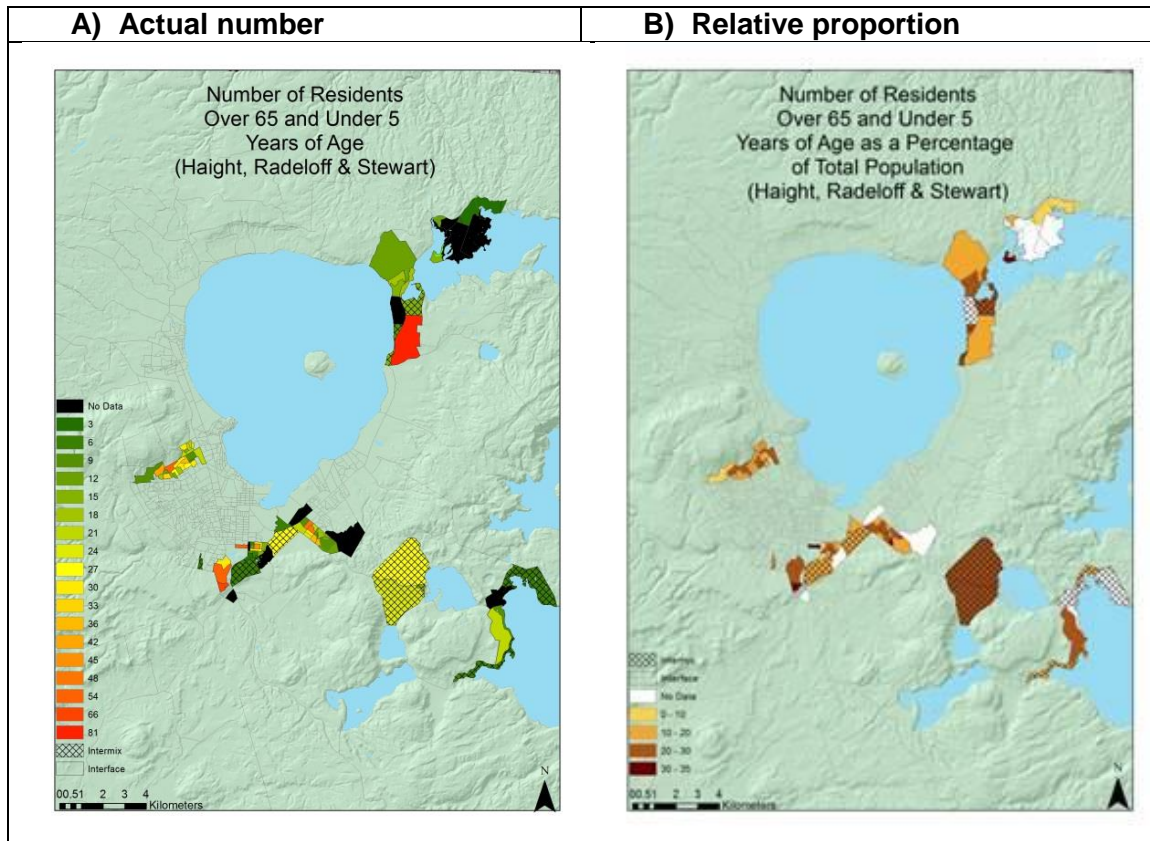 A) Actual number
B) Relative proportion
Number of Residents
Over 65 and Under 5
Years of Age
(Haight, Radeloff & Stewart)
No Data
3
6
9
12
15
18
21
24
27
30
33
36
42
45
48
54
66
81
Intermix
Interface
00.51 2 3 4
Kilometers
N
Number of Residents
Over 65 and Under 5
Years of Age as a Percentage
of Total Population
(Haight, Radeloff & Stewart)
Intermix
Interface
No Data
0 - 10
10 - 20
20 - 30
30 - 35
00.51 2 3 4
Kilometers
N